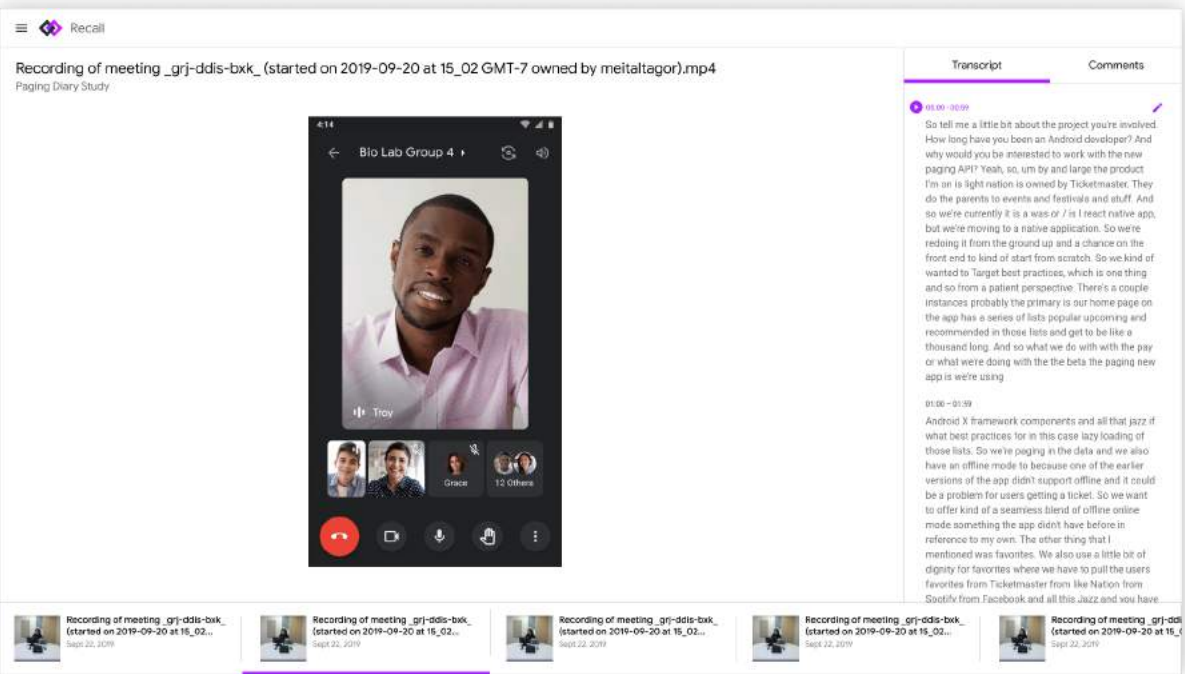 Recall
Recording of meeting _grj-ddis-bxk_ (started on 2019-09-20 at 15_02 GMT-7 owned by meitaltagor).mp4
Paging Diary Study
4:14
Bio Lab Group 4
Troy
Grace
12 Others
Transcript
Comments
00:00 - 00:59
So tell me a little bit about the project you're involved.
How long have you been an Android developer? And
why would you be interested to work with the new
paging API? Yeah, so, um by and large the product
I'm on is light nation is owned by Ticketmaster. They
do the parents to events and festivals and stuff. And
so we're currently it is a was or / is I react native app,
but we're moving to a native application. So we're
redoing it from the ground up and a chance on the
front end to kind of start from scratch. So we kind of
wanted to Target best practices, which is one thing
and so from a patient perspective. There's a couple
instances probably the primary is our home page on
the app has a series of lists popular upcoming and
recommended in those lists and get to be like a
thousand long. And so what we do with with the pay
or what we're doing with the the beta the paging new
app is we're using
01:00 - 01:59
Android X framework components and all that jazz if
what best practices for in this case lazy loading of
those lists. So we're paging in the data and we also
have an offline mode to because one of the earlier
versions of the app didn't support offline and it could
be a problem for users getting a ticket. So we want
to offer kind of a seamless blend of offline online
mode something the app didn't have before in
reference to my own. The other thing that I
mentioned was favorites. We also use a little bit of
dignity for favorites where we have to pull the users
favorites from Ticketmaster from like Nation from
Spotify from Facebook and all this Jazz and you have
Recording of meeting _grj-ddis-bxk_
(started on 2019-09-20 at 15_02...
Sept 22, 2019
Recording of meeting _grj-ddis-bxk_
(started on 2019-09-20 at 15_02...
Sept 22, 2019
Recording of meeting _grj-ddis-bxk_
(started on 2019-09-20 at 15_02...
Sept 22, 2019
Recording of meeting _grj-ddis-bxk_
(started on 2019-09-20 at 15_02...
Sept 22, 2019
Recording of meeting _grj-ddi
(started on 2019-09-20 at 15_0
Sept 22, 2019